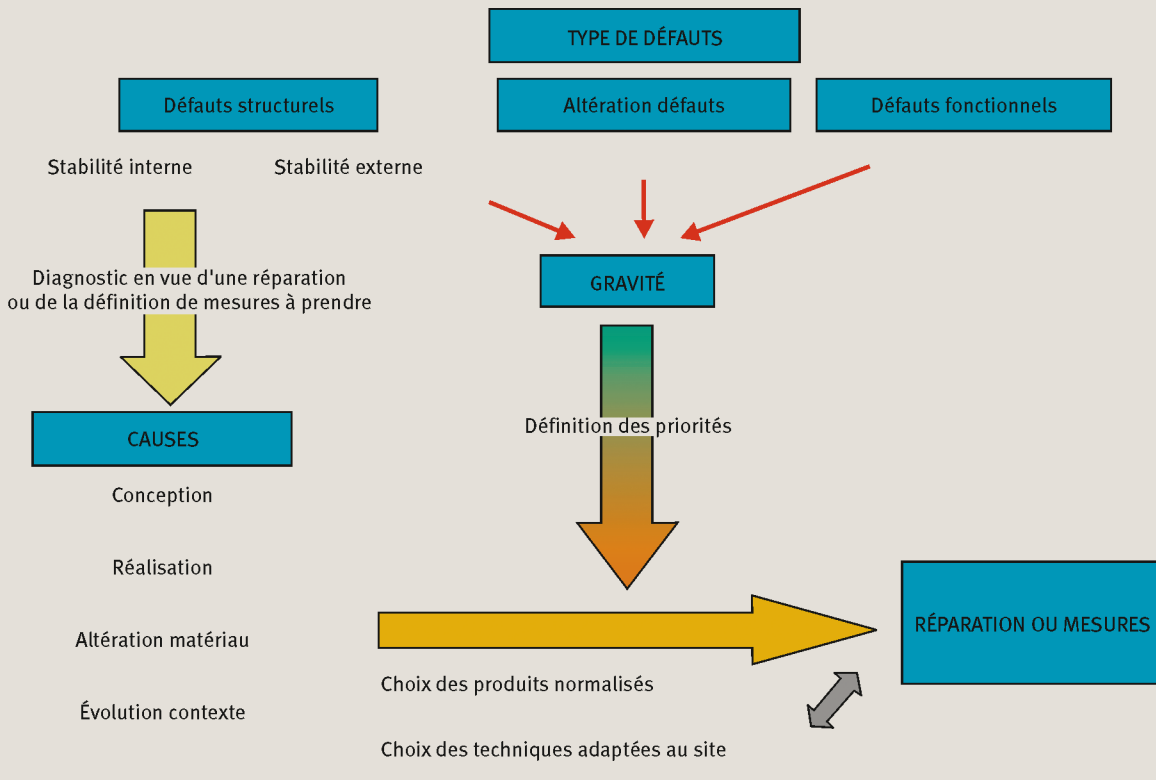 TYPE DE DÉFAUTS
Défauts structurels
Altération défauts
Défauts fonctionnels
Stabilité interne
Stabilité externe
Diagnostic en vue d'une réparation
ou de la définition de mesures à prendre
GRAVITÉ
Définition des priorités
CAUSES
Conception
Réalisation
Altération matériau
Évolution contexte
RÉPARATION OU MESURES
Choix des produits normalisés
Choix des techniques adaptées au site